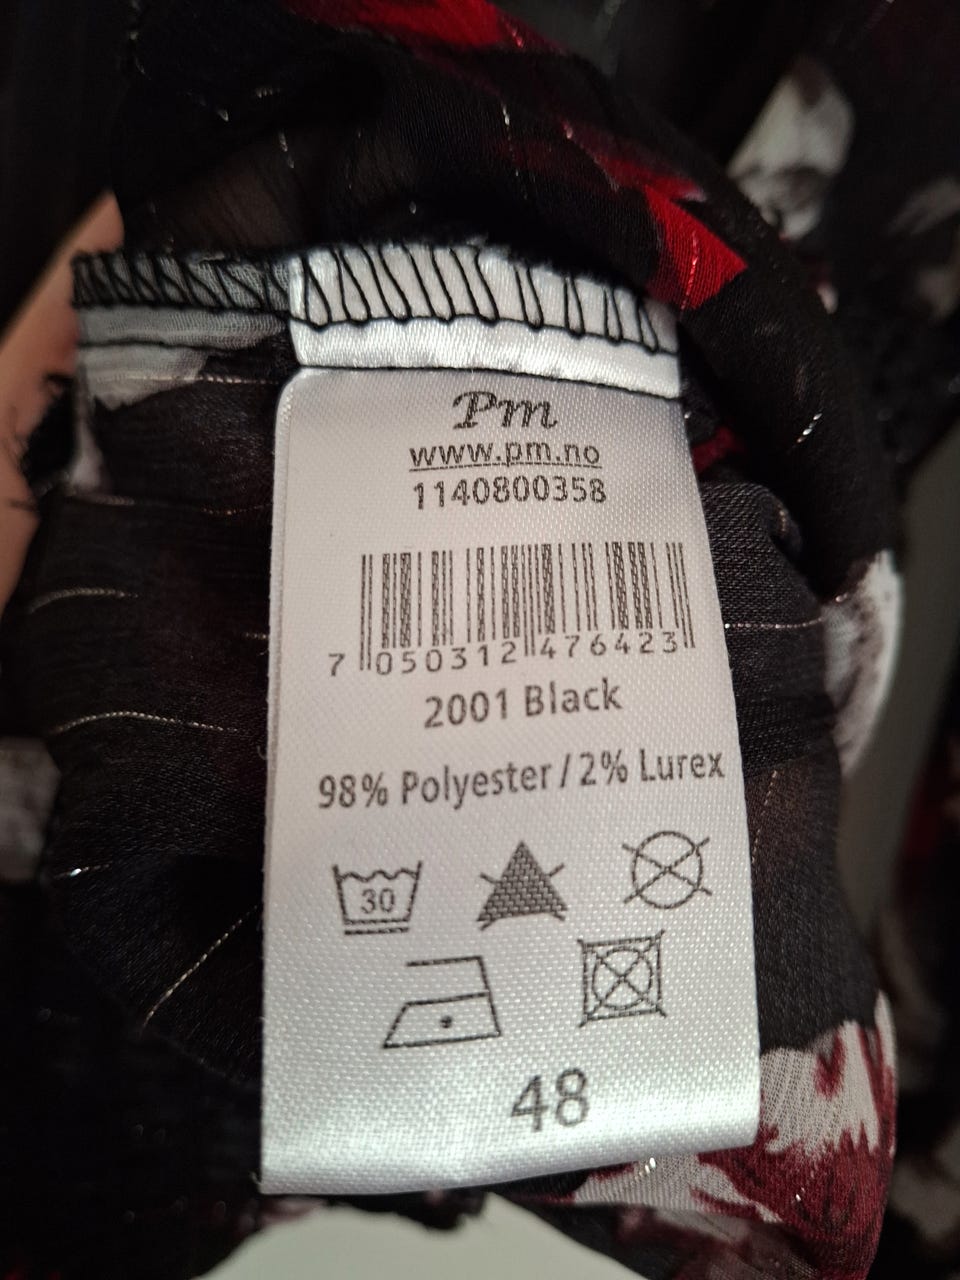 Pm
www.pm.no
1140800358
7 050312 476423
2001 Black
98% Polyester / 2% Lurex
30
48